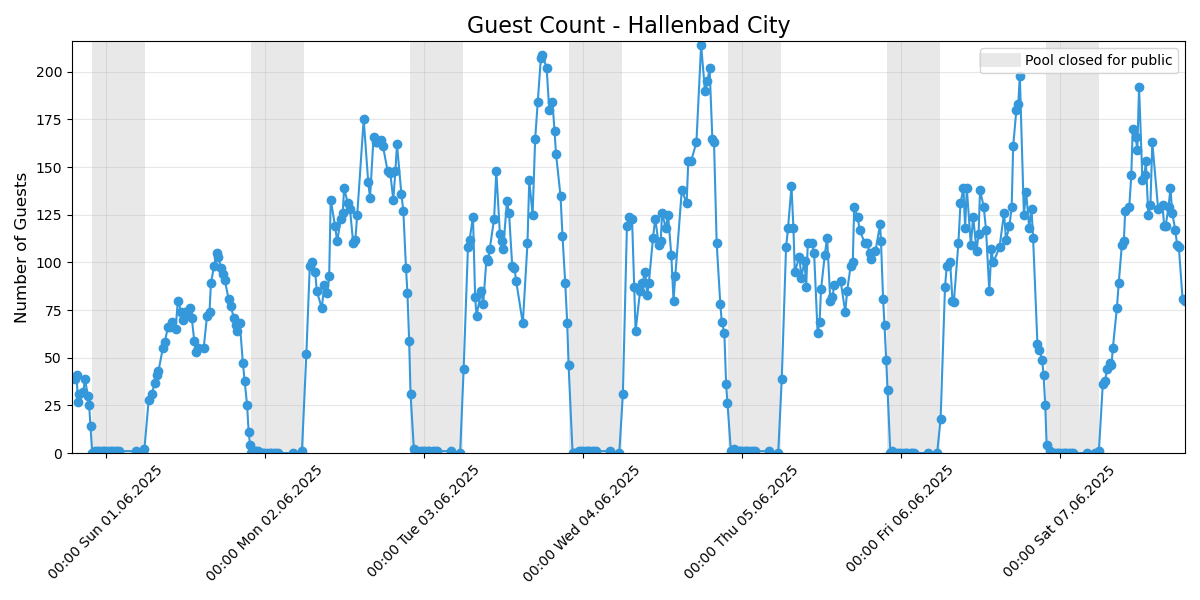 Guest Count - Hallenbad City
Pool closed for public
Number of Guests
200
175
150
125
100
75
50
25
0
00:00 Sun 01.06.2025
00:00 Mon 02.06.2025
00:00 Tue 03.06.2025
00:00 Wed 04.06.2025
00:00 Thu 05.06.2025
00:00 Fri 06.06.2025
00:00 Sat 07.06.2025